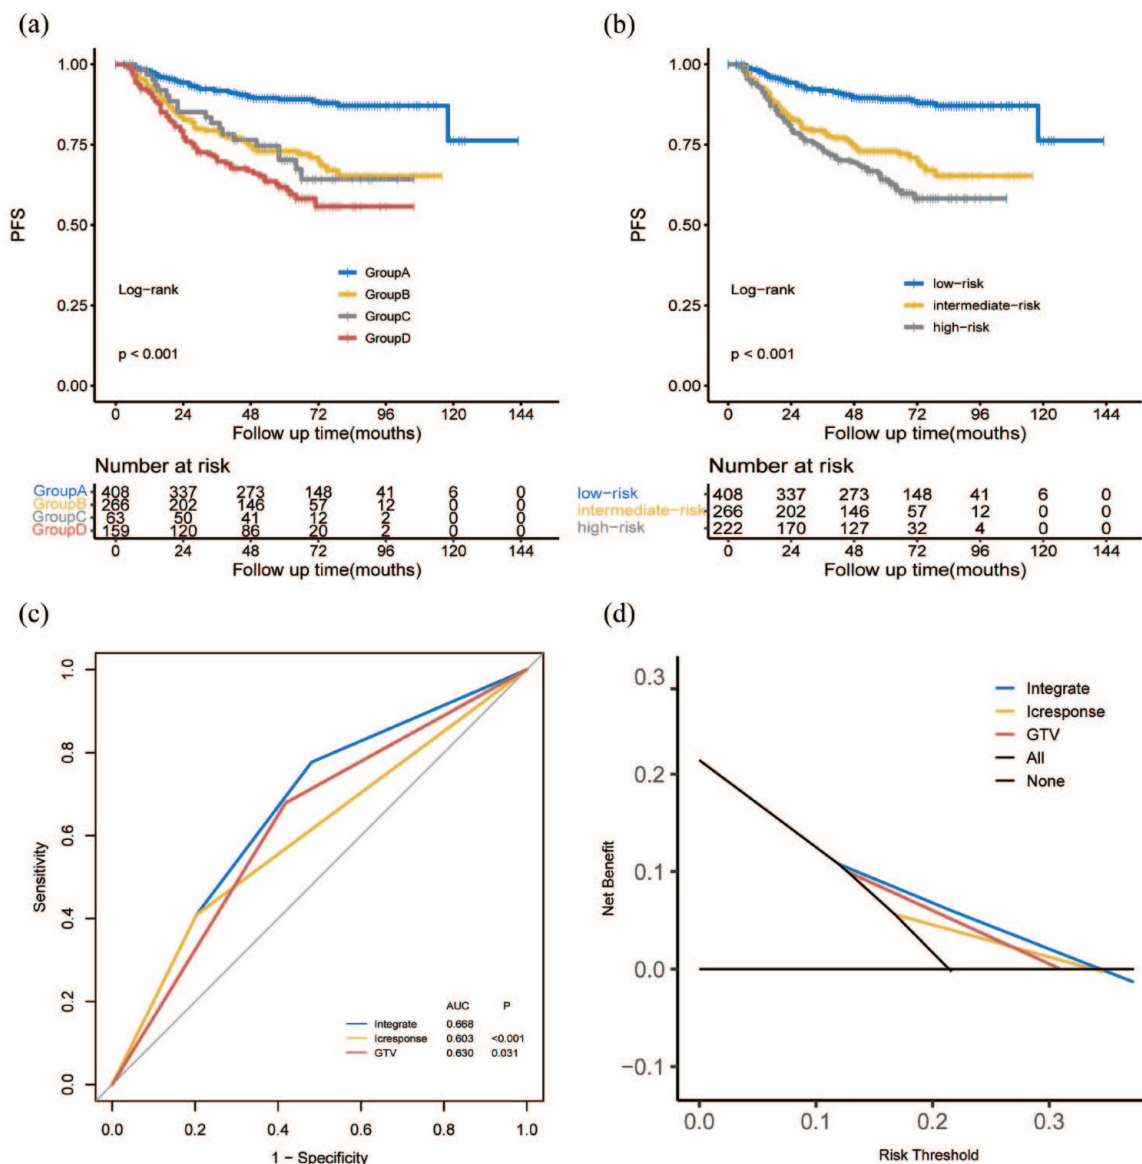 (a)
1.00
0.75
0.50
0.25
0.00
PFS
Log-rank
p < 0.001
GroupA
GroupB
GroupC
GroupD
0 24 48 72 96 120 144
Follow up time(mouths)
Number at risk
GroupA 408 337 273 148 41 6 0
GroupB 266 202 146 57 12 0 0
GroupC 63 50 41 12 2 0 0
GroupD 159 120 86 20 2 0 0
0 24 48 72 96 120 144
Follow up time(mouths)
(b)
1.00
0.75
0.50
0.25
0.00
PFS
Log-rank
p < 0.001
low-risk
intermediate-risk
high-risk
0 24 48 72 96 120 144
Follow up time(mouths)
Number at risk
low-risk 408 337 273 148 41 6 0
intermediate-risk 266 202 146 57 12 0 0
high-risk 222 170 127 32 4 0 0
0 24 48 72 96 120 144
Follow up time(mouths)
(c)
1.0
0.8
0.6
0.4
0.2
0.0
Sensitivity
AUC P
Integrate 0.668
Icresponse 0.603 <0.001
GTV 0.630 0.031
0.0 0.2 0.4 0.6 0.8 1.0
1 - Specificity
(d)
0.3
0.2
0.1
0.0
-0.1
Net Benefit
Integrate
Icresponse
GTV
All
None
0.0 0.1 0.2 0.3
Risk Threshold